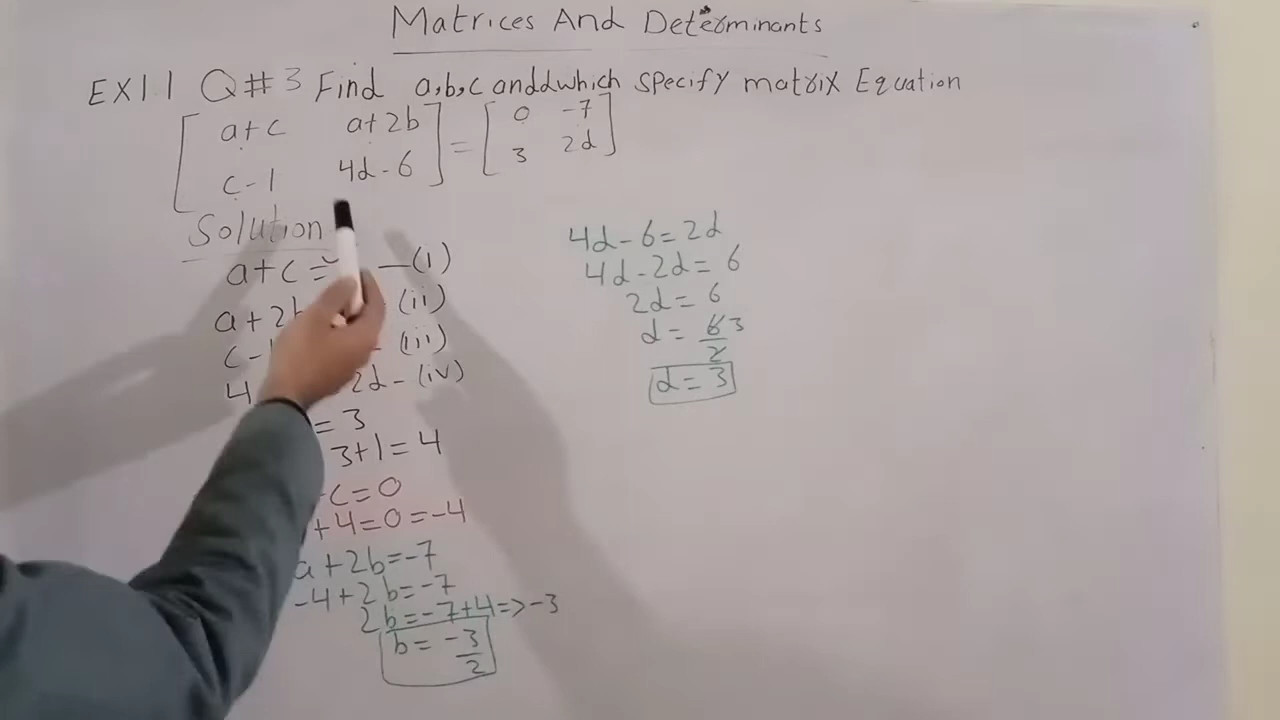 Matrices And Determinants
EX1.1 Q#3 Find a,b,c and d which specify matrix Equation
[ a+c a+2b ] = [ 0 -7 ]
[ c-1 4d-6 ] [ 3 2d ]
Solution
a+c= —(i)
a+2b (ii)
c- (iii)
4 2d-(iv)
= 3
3+1=4
c=0
+4=0=-4
a+2b=-7
-4+2b=-7
2b=-7+4=>-3
b= -3/2
4d-6=2d
4d-2d=6
2d=6
d= 6/2 3
d=3